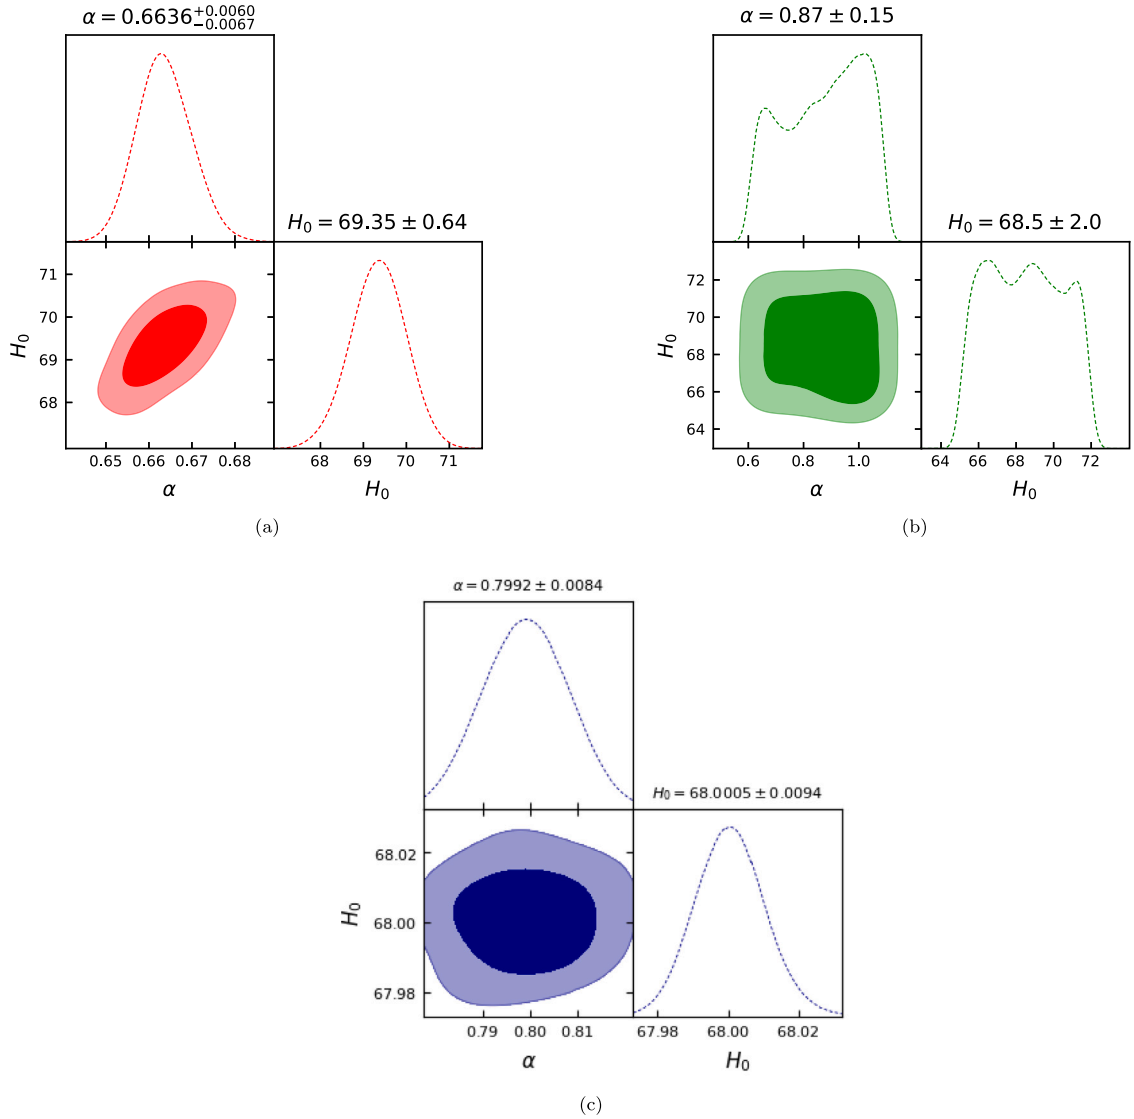 α = 0.6636^{+0.0060}_{-0.0067}
H₀ = 69.35 ± 0.64
71
70
69
68
H₀
0.65 0.66 0.67 0.68
α
68 69 70 71
H₀
(a)
α = 0.87 ± 0.15
H₀ = 68.5 ± 2.0
72
70
68
66
64
H₀
0.6 0.8 1.0
α
64 66 68 70 72
H₀
(b)
α = 0.7992 ± 0.0084
H₀ = 68.0005 ± 0.0094
68.02
68.00
67.98
H₀
0.79 0.80 0.81
α
67.98 68.00 68.02
H₀
(c)